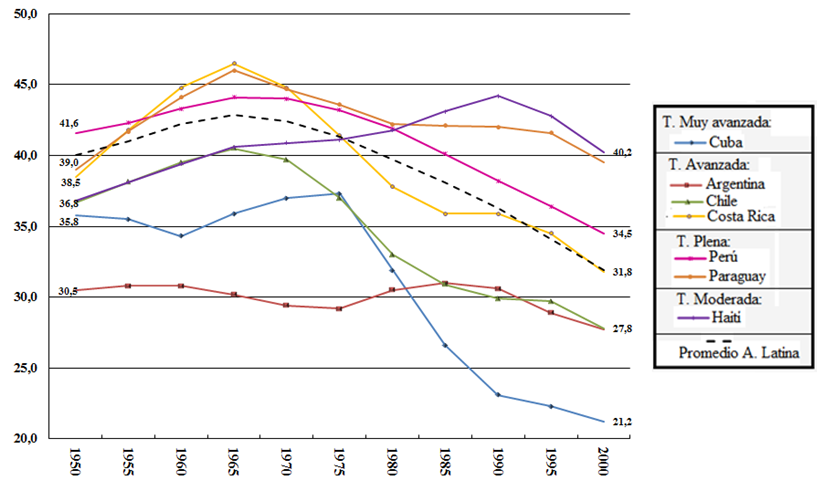 50,0
45,0
40,0
35,0
30,0
25,0
20,0
41,6
39,0
38,5
36,8
35,8
30,5
40,2
34,5
31,8
27,8
21,2
1950
1955
1960
1965
1970
1975
1980
1985
1990
1995
2000
T. Muy avanzada:
Cuba
T. Avanzada:
Argentina
Chile
Costa Rica
T. Plena:
Perú
Paraguay
T. Moderada:
Haiti
Promedio A. Latina